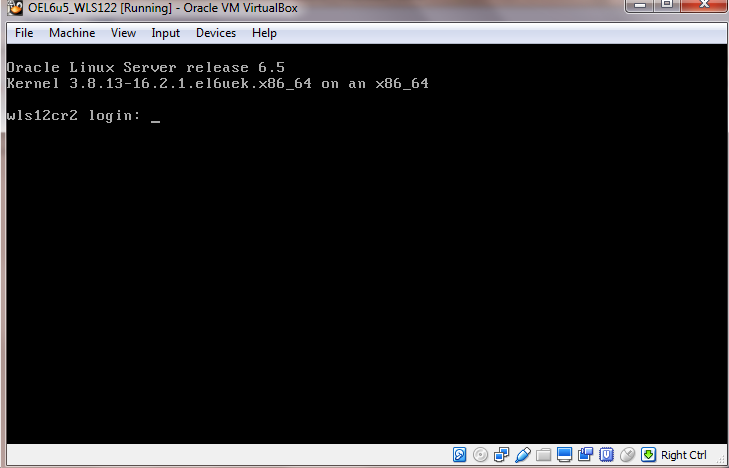 OEL6u5_WLS122 [Running] - Oracle VM VirtualBox
File Machine View Input Devices Help
Oracle Linux Server release 6.5
Kernel 3.8.13-16.2.1.el6uek.x86_64 on an x86_64
wls12cr2 login: _
Right Ctrl